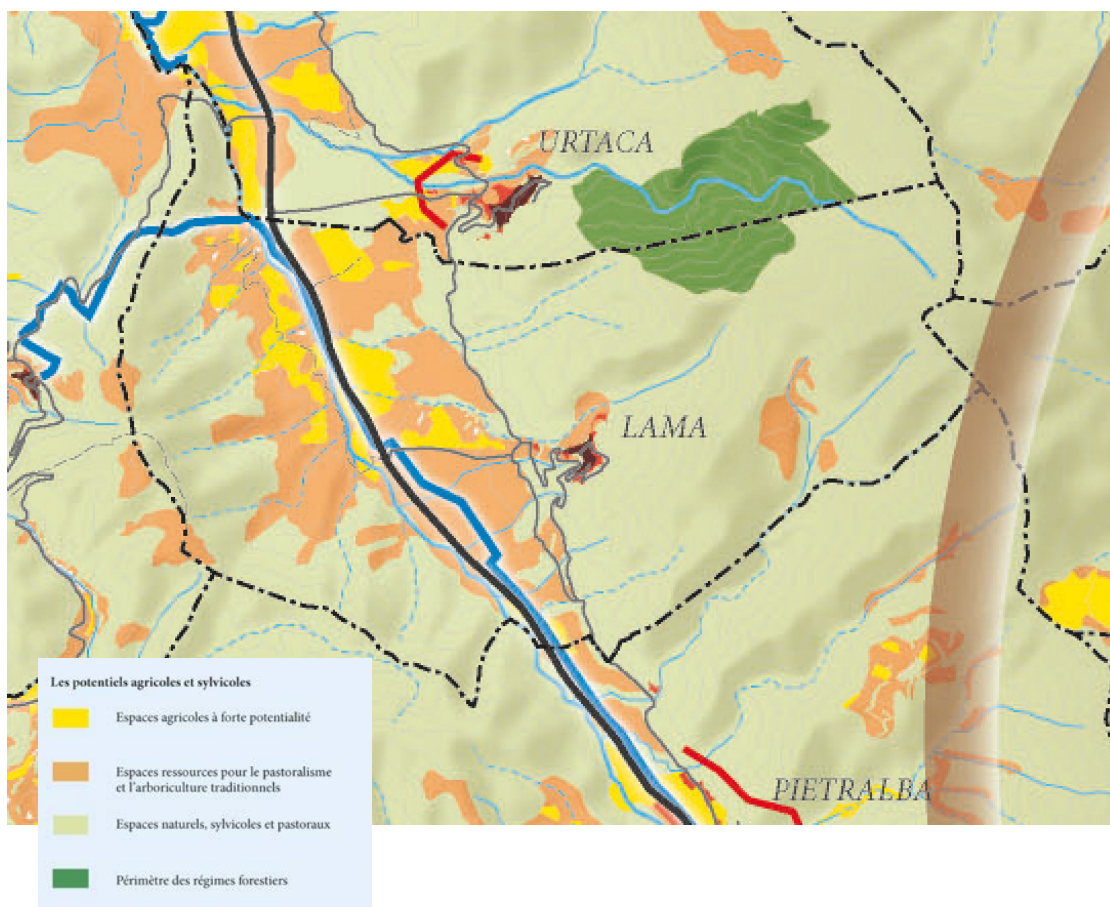 URTACA
LAMA
PIETRALBA
Les potentiels agricoles et sylvicoles
Espaces agricoles à forte potentialité
Espaces ressources pour le pastoralisme
et l'arboriculture traditionnels
Espaces naturels, sylvicoles et pastoraux
Périmètre des régimes forestiers